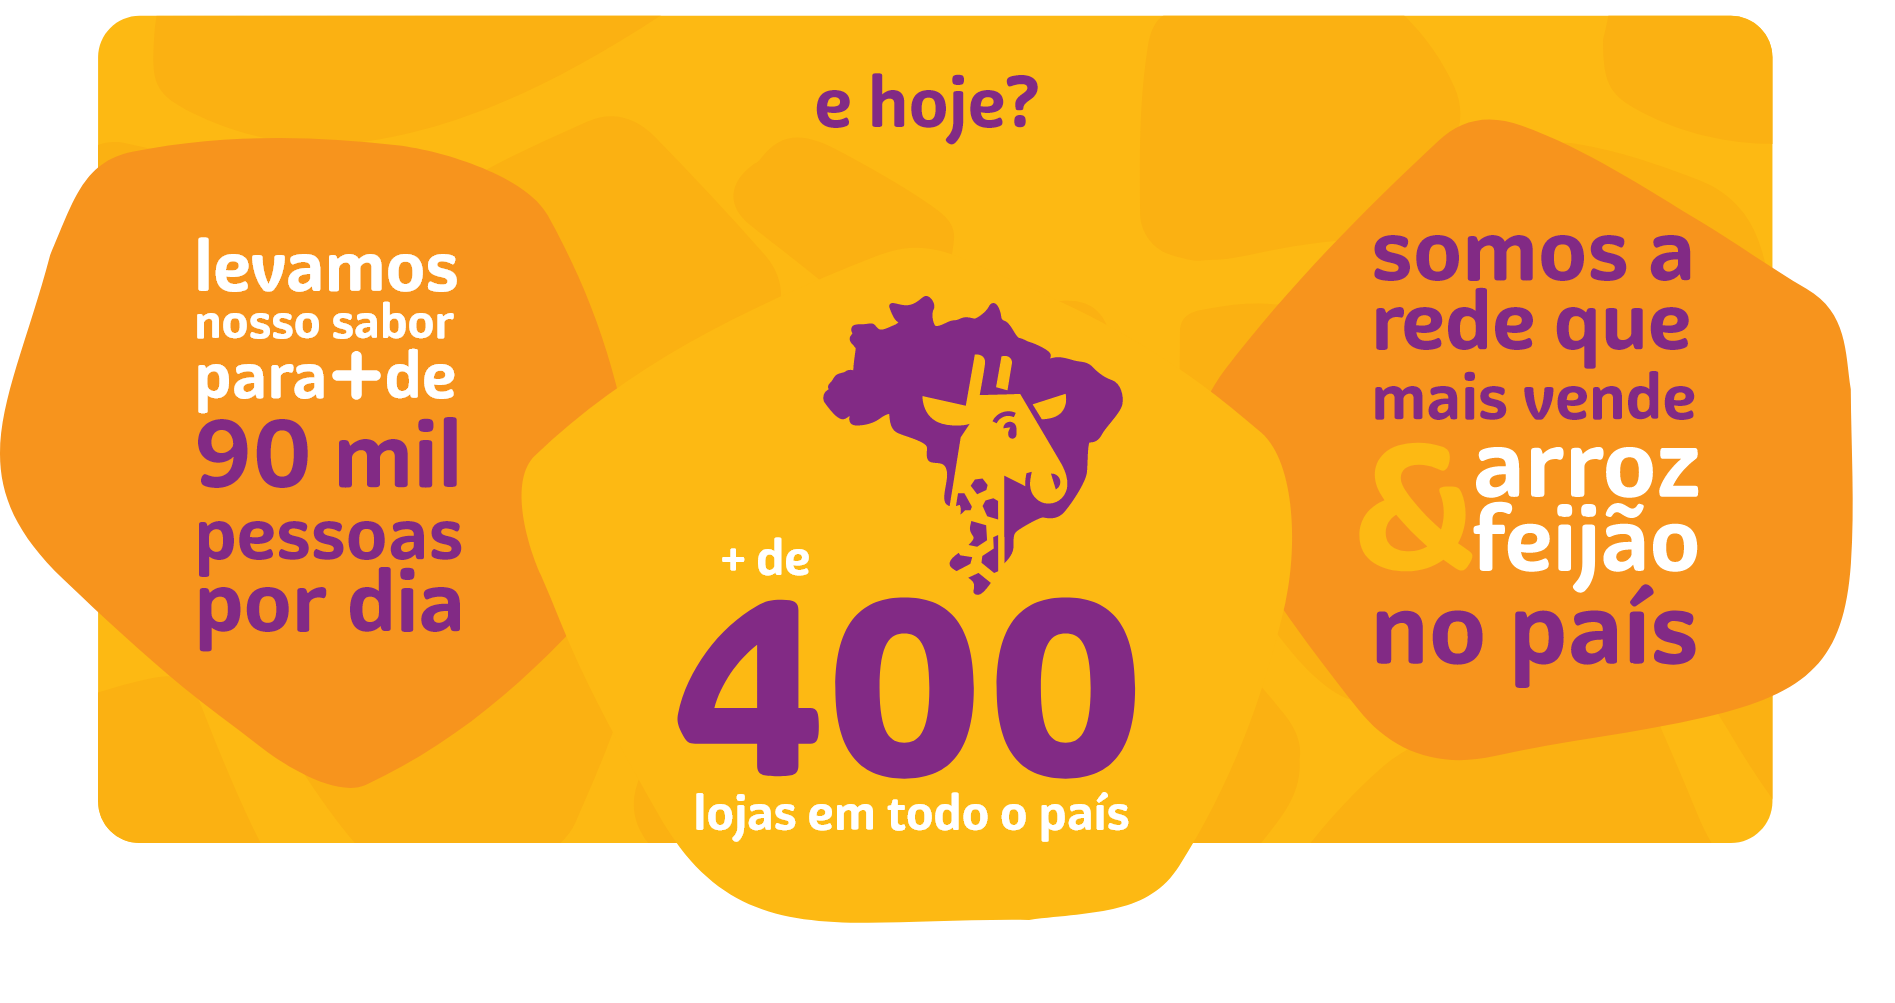 e hoje?
levamos
nosso sabor
para+de
90 mil
pessoas
por dia
+ de
400
lojas em todo o país
somos a
rede que
mais vende
& arroz
feijão
no país